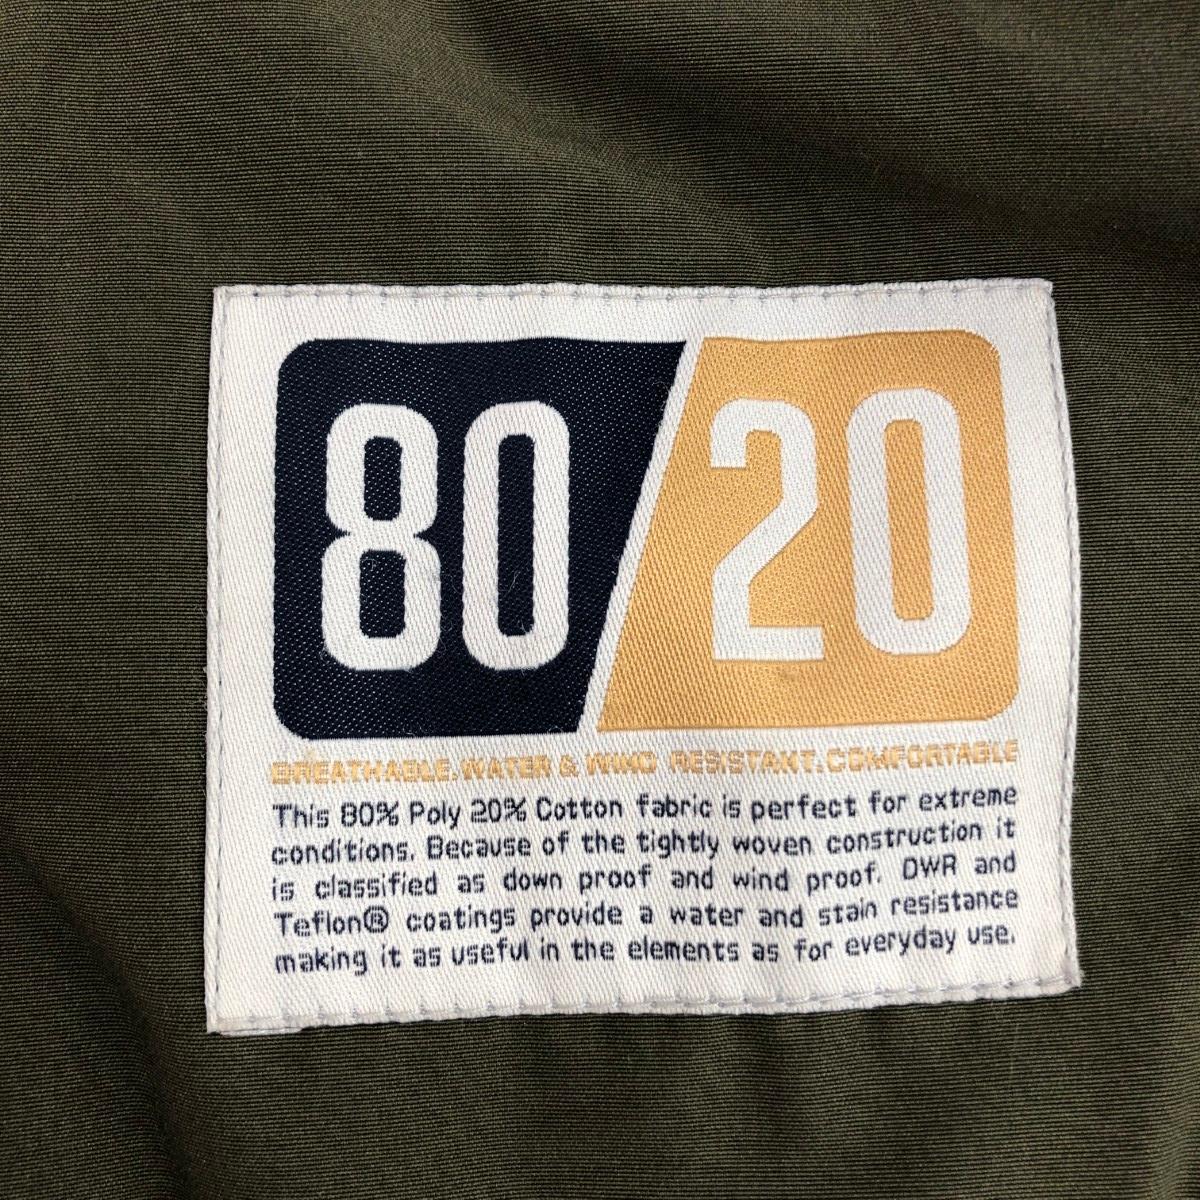 80/20
BREATHABLE. WATER & WIND RESISTANT. COMFORTABLE
This 80% Poly 20% Cotton fabric is perfect for extreme
conditions. Because of the tightly woven construction it
is classified as down proof and wind proof. DWR and
Teflon® coatings provide a water and stain resistance
making it as useful in the elements as for everyday use.